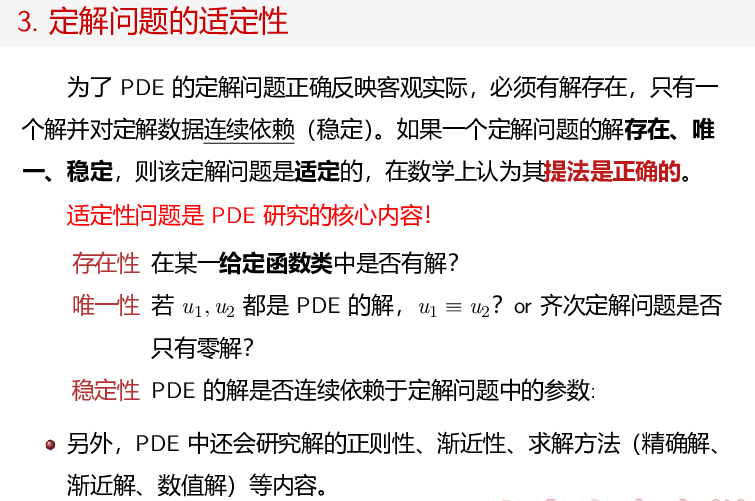 3. 定解问题的适定性
为了 PDE 的定解问题正确反映客观实际，必须有解存在，只有一
个解并对定解数据连续依赖（稳定）。如果一个定解问题的解存在、唯
一、稳定，则该定解问题是适定的，在数学上认为其提法是正确的。
适定性问题是 PDE 研究的核心内容！
存在性 在某一给定函数类中是否有解？
唯一性 若 u₁, u₂ 都是 PDE 的解，u₁ ≡ u₂？or 齐次定解问题是否
只有零解？
稳定性 PDE 的解是否连续依赖于定解问题中的参数:
另外，PDE 中还会研究解的正则性、渐近性、求解方法（精确解、
渐近解、数值解）等内容。